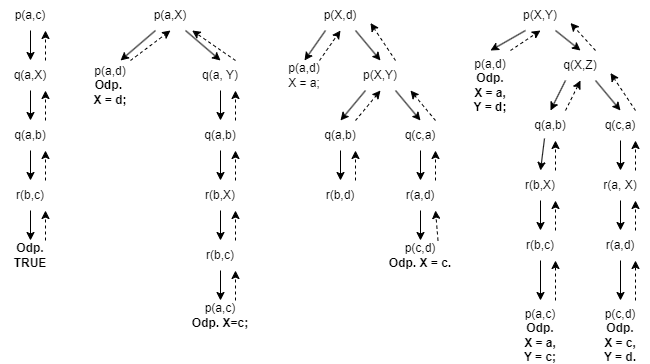 p(a,c)
q(a,X)
q(a,b)
r(b,c)
Odp.
TRUE
p(a,X)
p(a,d)
Odp.
X = d;
q(a, Y)
q(a,b)
r(b,X)
r(b,c)
p(a,c)
Odp. X=c;
p(X,d)
p(a,d)
X = a;
p(X,Y)
q(a,b)
q(c,a)
r(b,d)
r(a,d)
p(c,d)
Odp. X = c.
p(X,Y)
p(a,d)
Odp.
X = a,
Y = d;
q(X,Z)
q(a,b)
q(c,a)
r(b,X)
r(a, X)
r(b,c)
r(a,d)
p(a,c)
Odp.
X = a,
Y = c;
p(c,d)
Odp.
X = c,
Y = d.